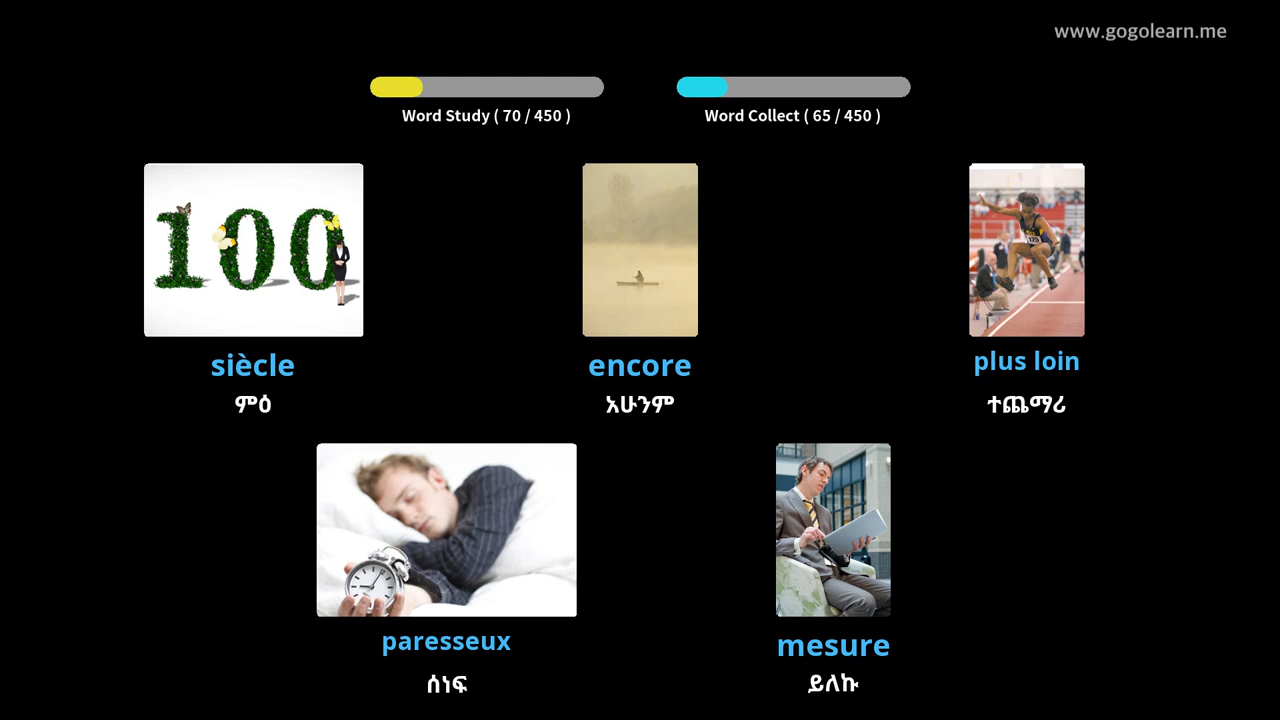 www.gogolearn.me
Word Study ( 70 / 450 )
Word Collect ( 65 / 450 )
100
siècle
ምዕ
encore
አሁንም
plus loin
ተጨማሪ
paresseux
ሰነፍ
mesure
ይለኩ